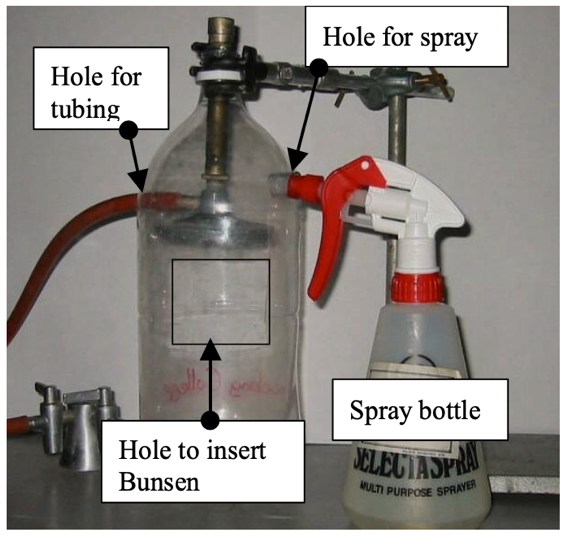 Hole for spray
Hole for
tubing
Hole to insert
Bunsen
Spray bottle
SELECTASPRAY
MULTI PURPOSE SPRAYER